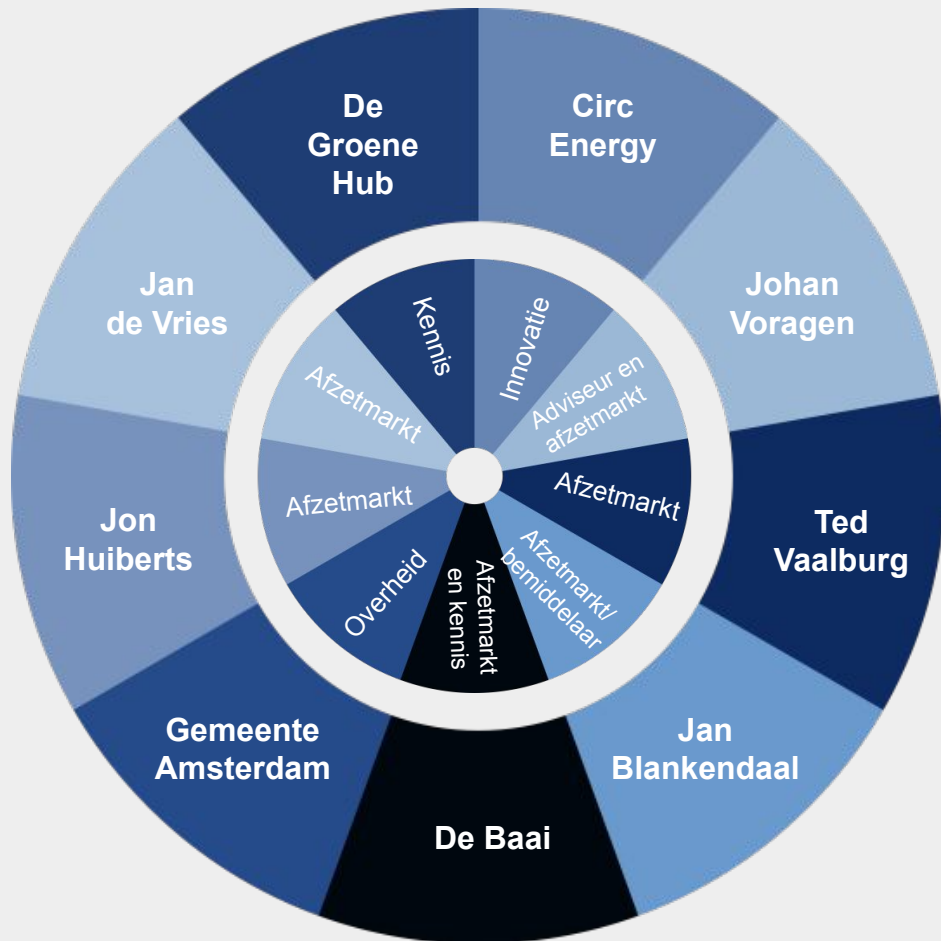 De
Groene
Hub
Circ
Energy
Johan
Voragen
Ted
Vaalburg
Jan
Blankendaal
De Baai
Gemeente
Amsterdam
Jon
Huiberts
Jan
de Vries
Kennis
Innovatie
Adviseur en
afzetmarkt
Afzetmarkt
Afzetmarkt/
bemiddelaar
Afzetmarkt
en kennis
Overheid
Afzetmarkt
Afzetmarkt